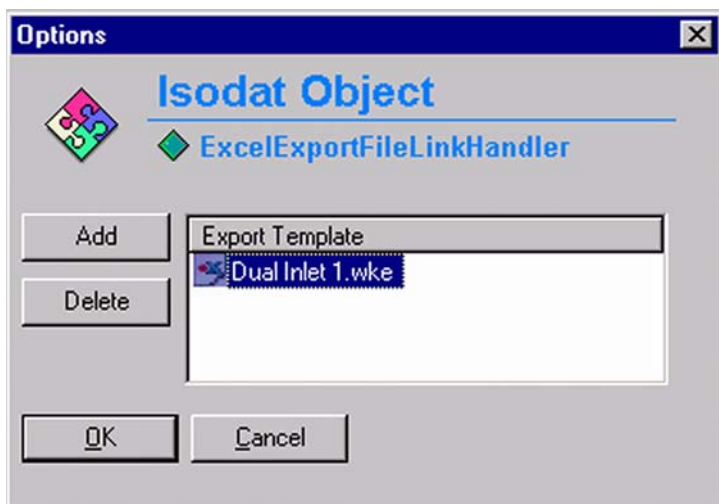 Options
Isodat Object
ExcelExportFileLinkHandler
Add
Export Template
Dual Inlet 1.wke
Delete
OK
Cancel